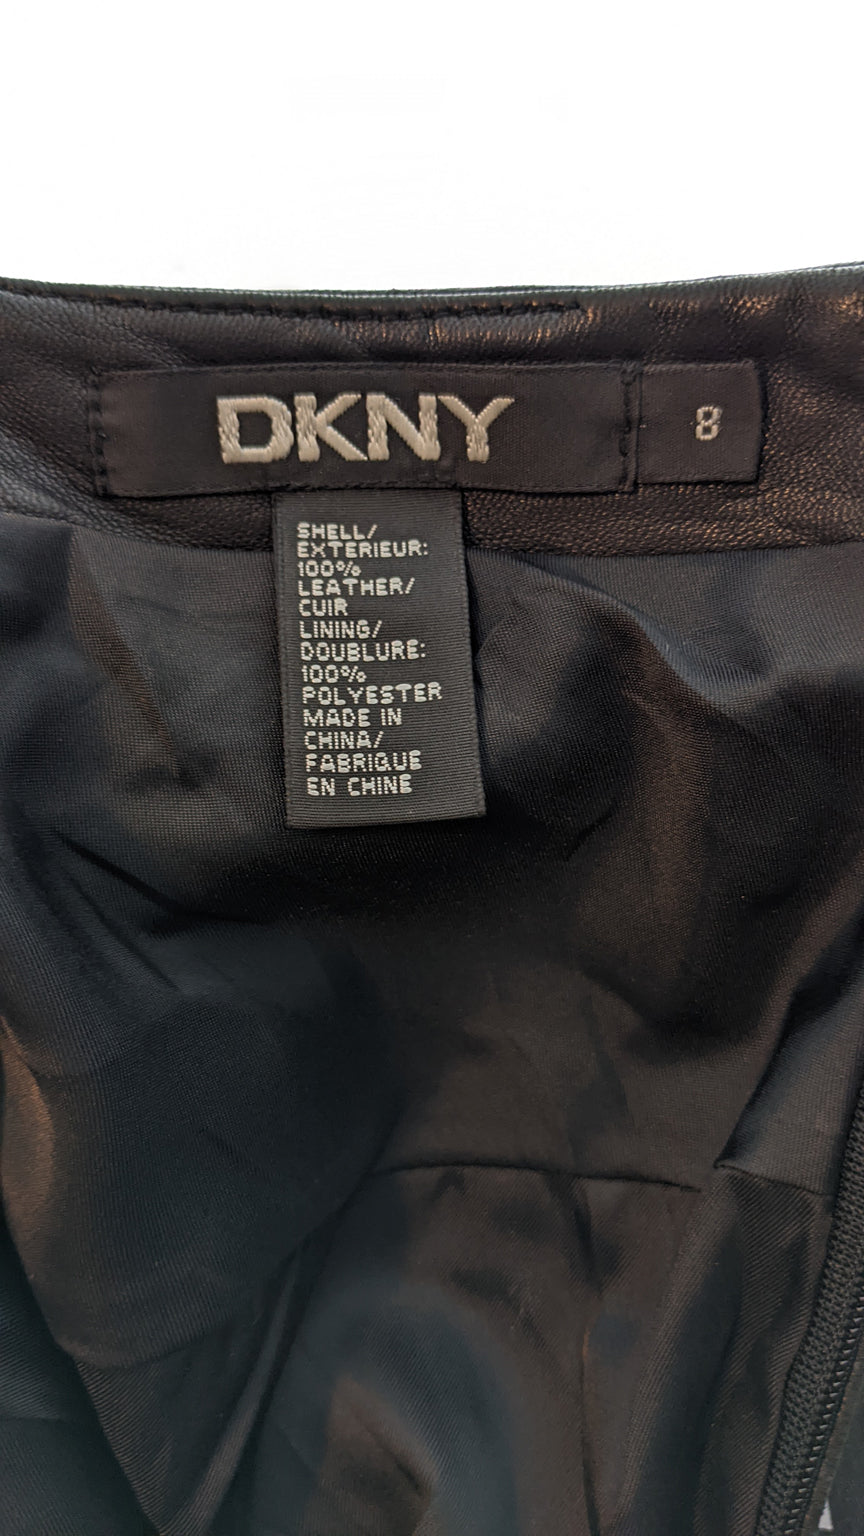 DKNY
8
SHELL/
EXTERIEUR:
100%
LEATHER/
CUIR
LINING/
DOUBLURE:
100%
POLYESTER
MADE IN
CHINA/
FABRIQUE
EN CHINE